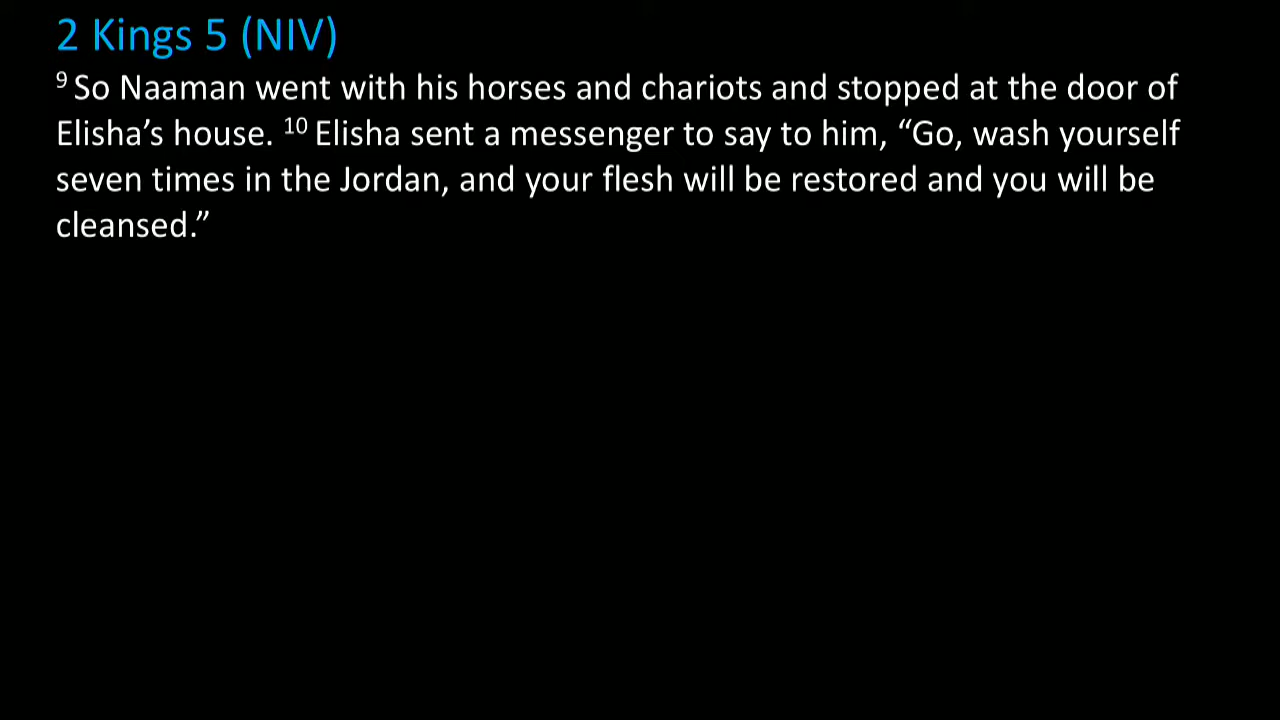 2 Kings 5 (NIV)
9 So Naaman went with his horses and chariots and stopped at the door of
Elisha’s house. 10 Elisha sent a messenger to say to him, “Go, wash yourself
seven times in the Jordan, and your flesh will be restored and you will be
cleansed.”